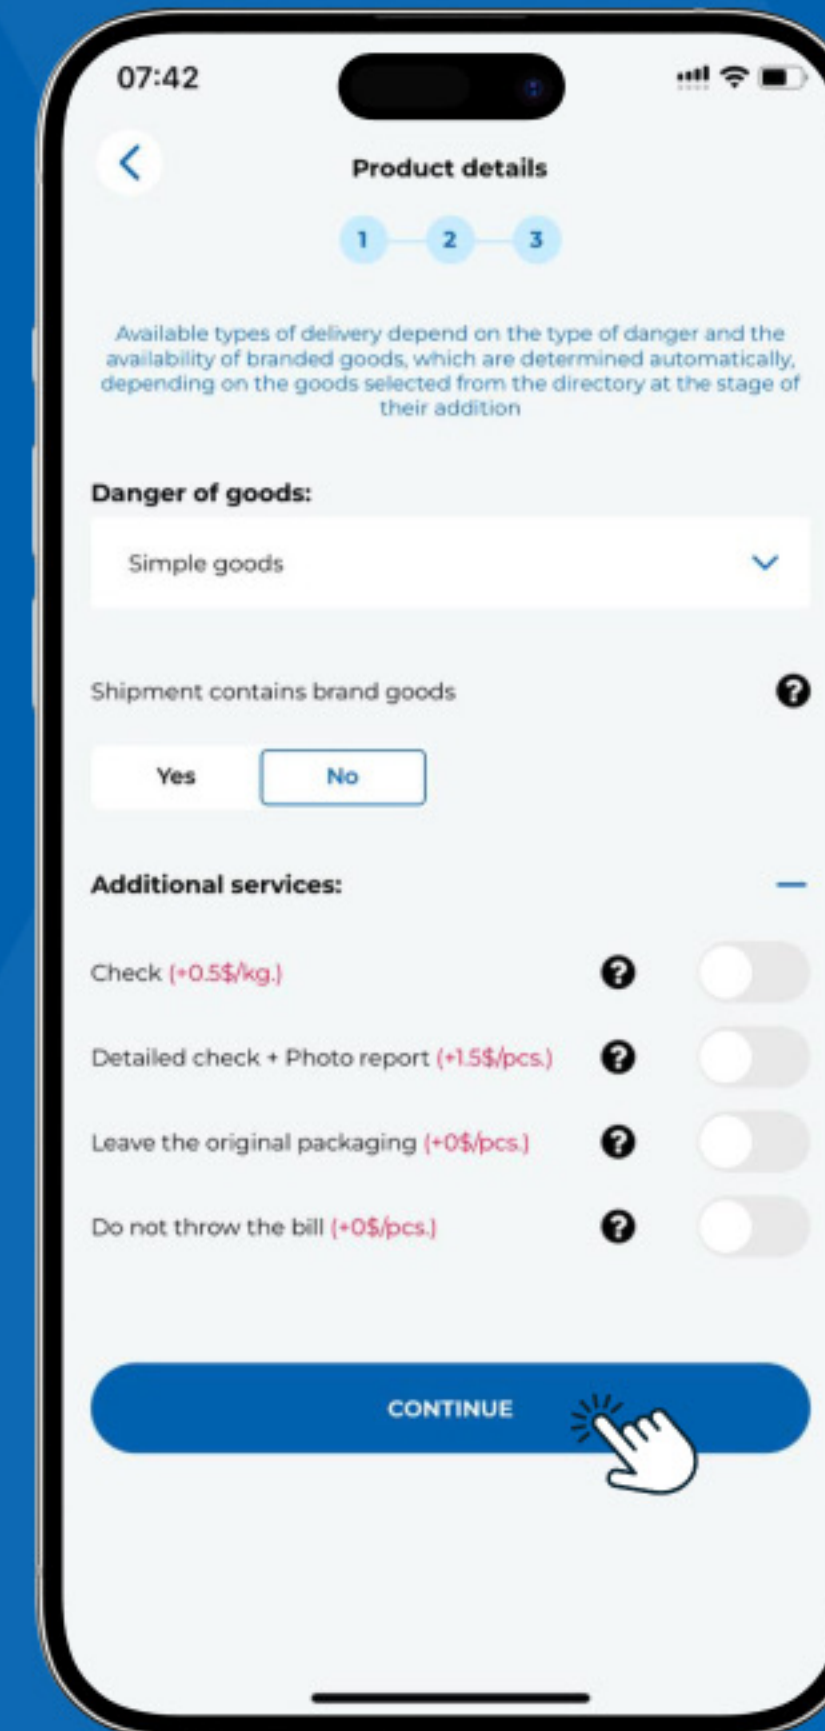 07:42
Product details
1 2 3
Available types of delivery depend on the type of danger and the
availability of branded goods, which are determined automatically,
depending on the goods selected from the directory at the stage of
their addition
Danger of goods:
Simple goods
Shipment contains brand goods ?
Yes No
Additional services:
Check (+0.5$/kg.) ?
Detailed check + Photo report (+1.5$/pcs.) ?
Leave the original packaging (+0$/pcs.) ?
Do not throw the bill (+0$/pcs.) ?
CONTINUE